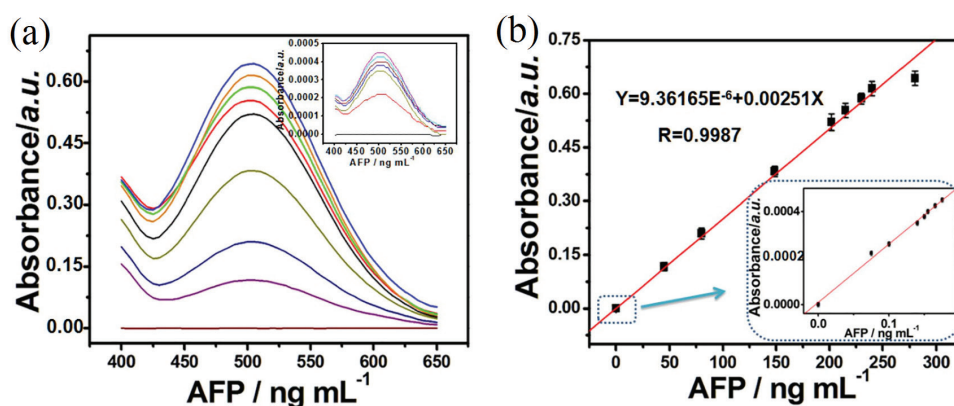 (a)
Absorbance/a.u.
0.60
0.45
0.30
0.15
0.00
400 450 500 550 600 650
AFP / ng mL-1
Absorbance/a.u.
0.0005
0.0004
0.0003
0.0002
0.0001
0.0000
400 450 500 550 600 650
AFP / ng mL-1
(b)
Absorbance/a.u.
0.75
0.60
0.45
0.30
0.15
0.00
Y=9.36165E-6+0.00251X
R=0.9987
0 50 100 150 200 250 300
AFP / ng mL-1
Absorbance/a.u.
0.0004
0.0002
0.0000
0.0 0.1
AFP / ng mL-1